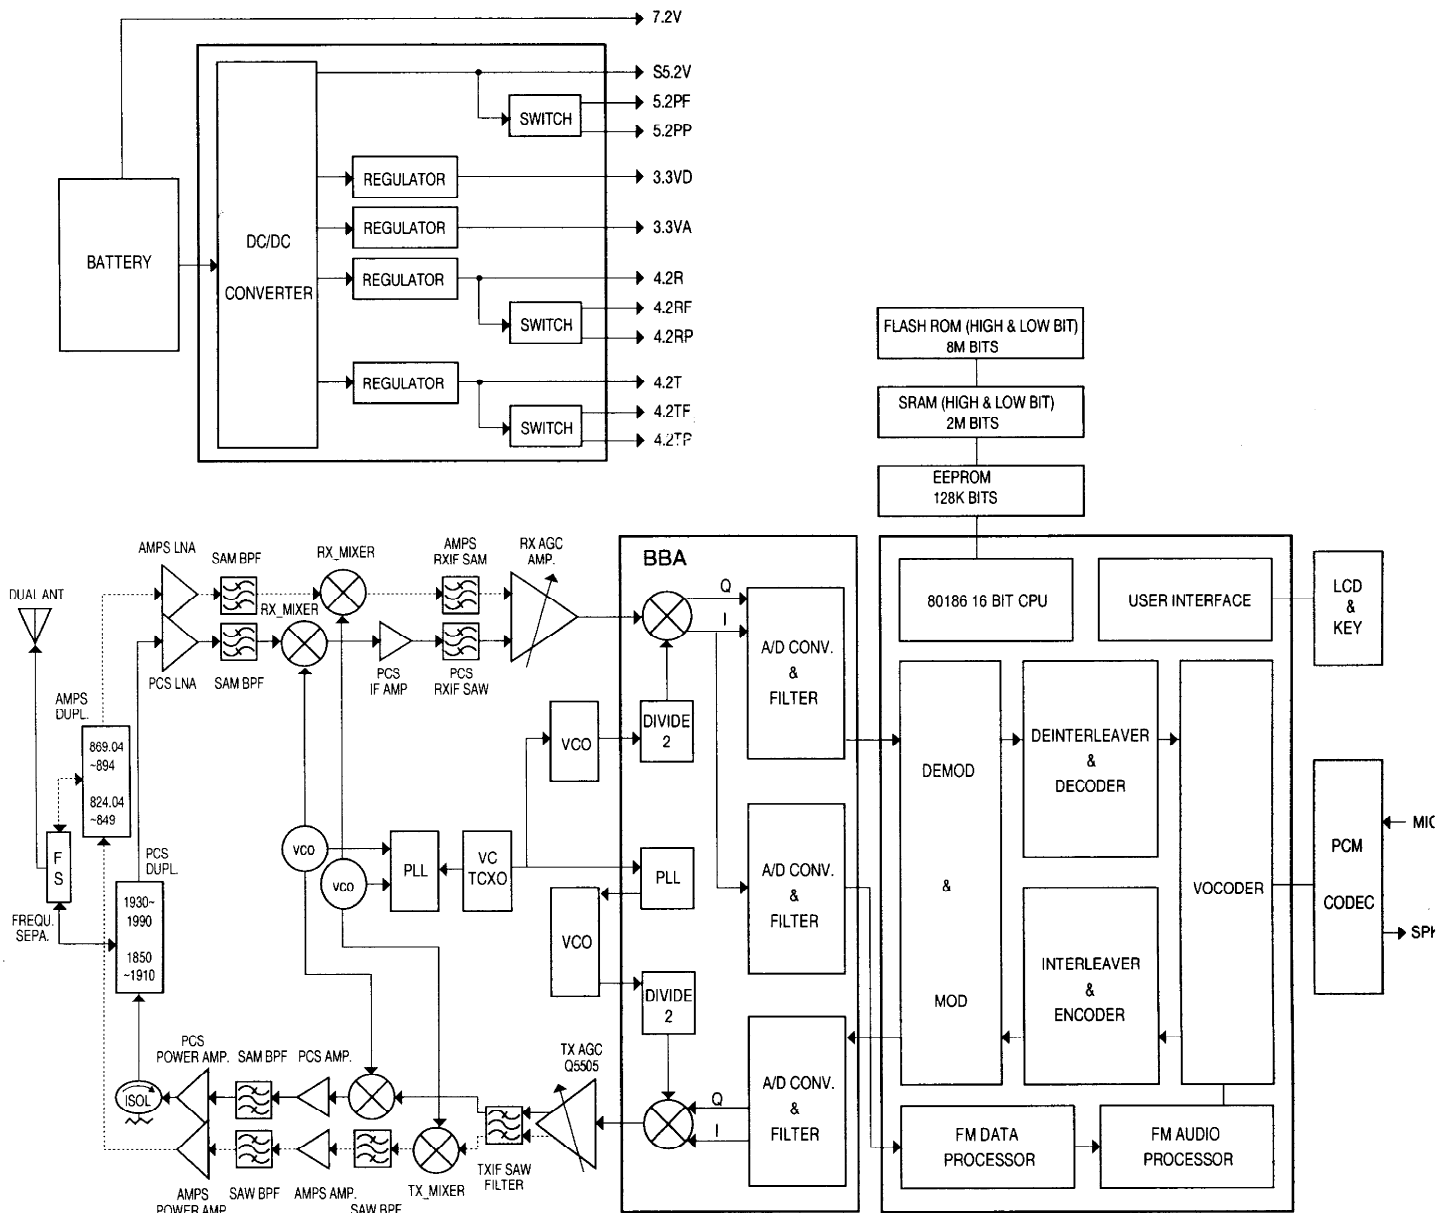 7.2V
S5.2V
5.2PF
SWITCH
5.2PP
REGULATOR
3.3VD
REGULATOR
3.3VA
BATTERY
DC/DC
CONVERTER
REGULATOR
4.2R
4.2RF
SWITCH
4.2RP
REGULATOR
4.2T
4.2TF
SWITCH
4.2TP
FLASH ROM (HIGH & LOW BIT)
8M BITS
SRAM (HIGH & LOW BIT)
2M BITS
EEPROM
128K BITS
DUAL ANT
AMPS LNA
SAM BPF
RX_MIXER
AMPS
RXIF SAM
RX AGC
AMP.
RX_MIXER
PCS LNA
SAM BPF
PCS
IF AMP
PCS
RXIF SAW
AMPS
DUPL.
869.04
~894
824.04
~849
F
S
FREQU.
SEPA.
PCS
DUPL.
1930~
1990
1850
~1910
VCO
VCO
PLL
VC
TCXO
VCO
VCO
BBA
Q
I
DIVIDE
2
A/D CONV.
&
FILTER
PLL
A/D CONV.
&
FILTER
DIVIDE
2
Q
I
A/D CONV.
&
FILTER
PCS
POWER AMP.
SAM BPF
PCS AMP.
ISOL
TX AGC
Q5505
TXIF SAW
FILTER
TX_MIXER
AMPS
POWER AMP
SAW BPF
AMPS AMP.
SAW BPF
80186 16 BIT CPU
USER INTERFACE
LCD
&
KEY
DEMOD
&
MOD
DEINTERLEAVER
&
DECODER
INTERLEAVER
&
ENCODER
VOCODER
PCM
CODEC
MIC
FM DATA
PROCESSOR
FM AUDIO
PROCESSOR